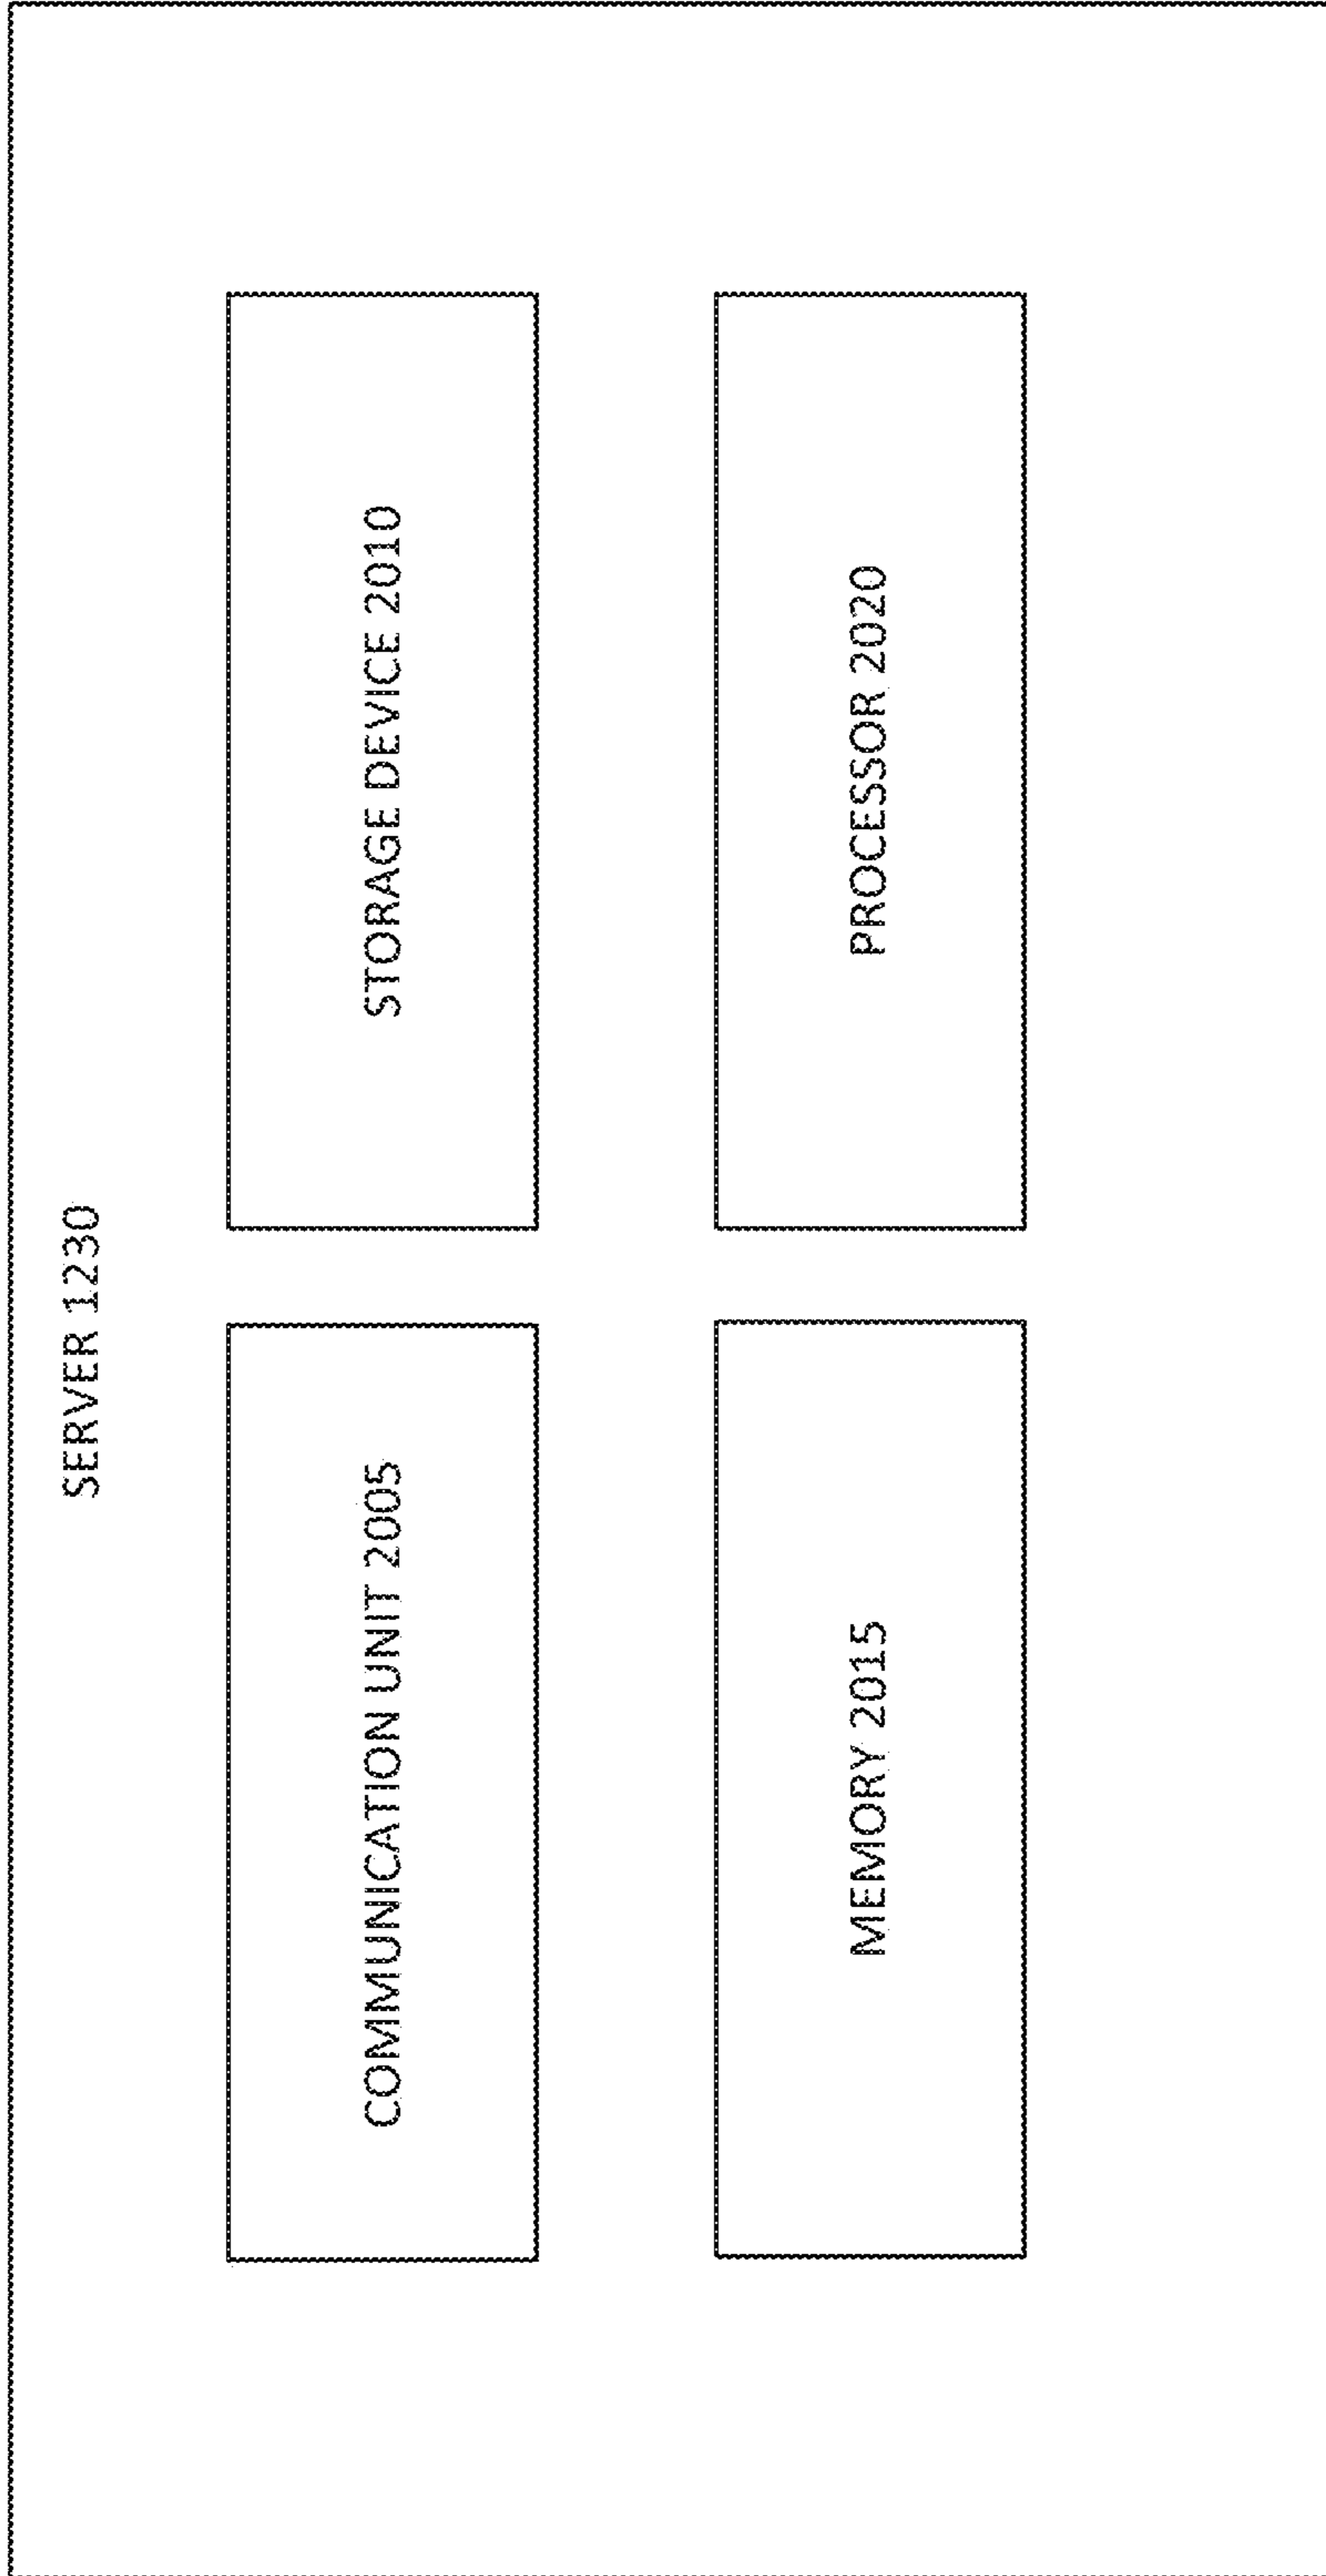 SERVER 1230
COMMUNICATION UNIT 2005
STORAGE DEVICE 2010
MEMORY 2015
PROCESSOR 2020